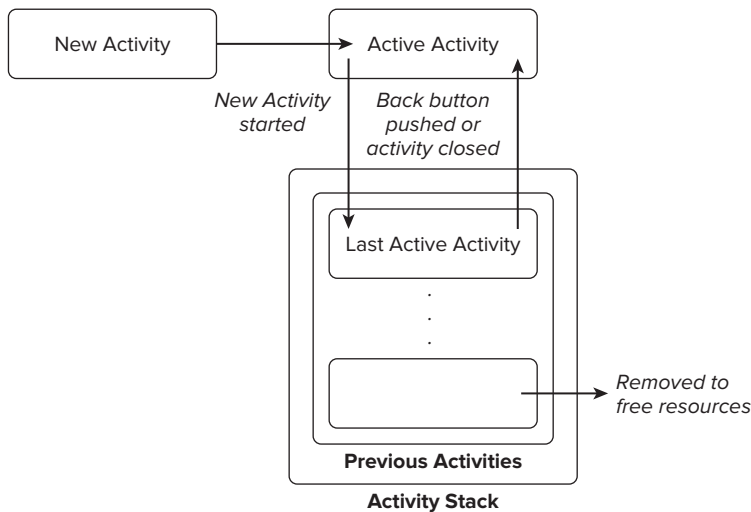 New Activity
Active Activity
New Activity
started
Back button
pushed or
activity closed
Last Active Activity
.
.
.
Removed to
free resources
Previous Activities
Activity Stack